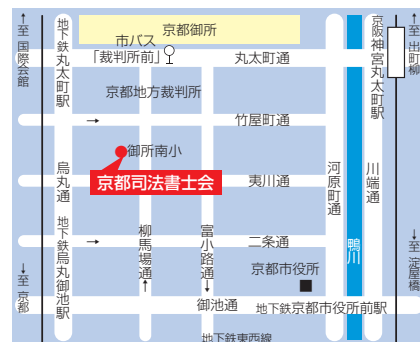 京都御所
↑至 国際会館
地下鉄丸太町駅
市バス
「裁判所前」
丸太町通
京阪神宮丸太町駅
↑至 出町柳
京都地方裁判所
→
竹屋町通
御所南小
京都司法書士会
烏丸通
夷川通
河原町通
川端通
鴨川
柳馬場通↑
富小路通↓
→
二条通
地下鉄烏丸御池駅
京都市役所
↓至 京都
↓至 淀屋橋
御池通
地下鉄京都市役所前駅
地下鉄東西線